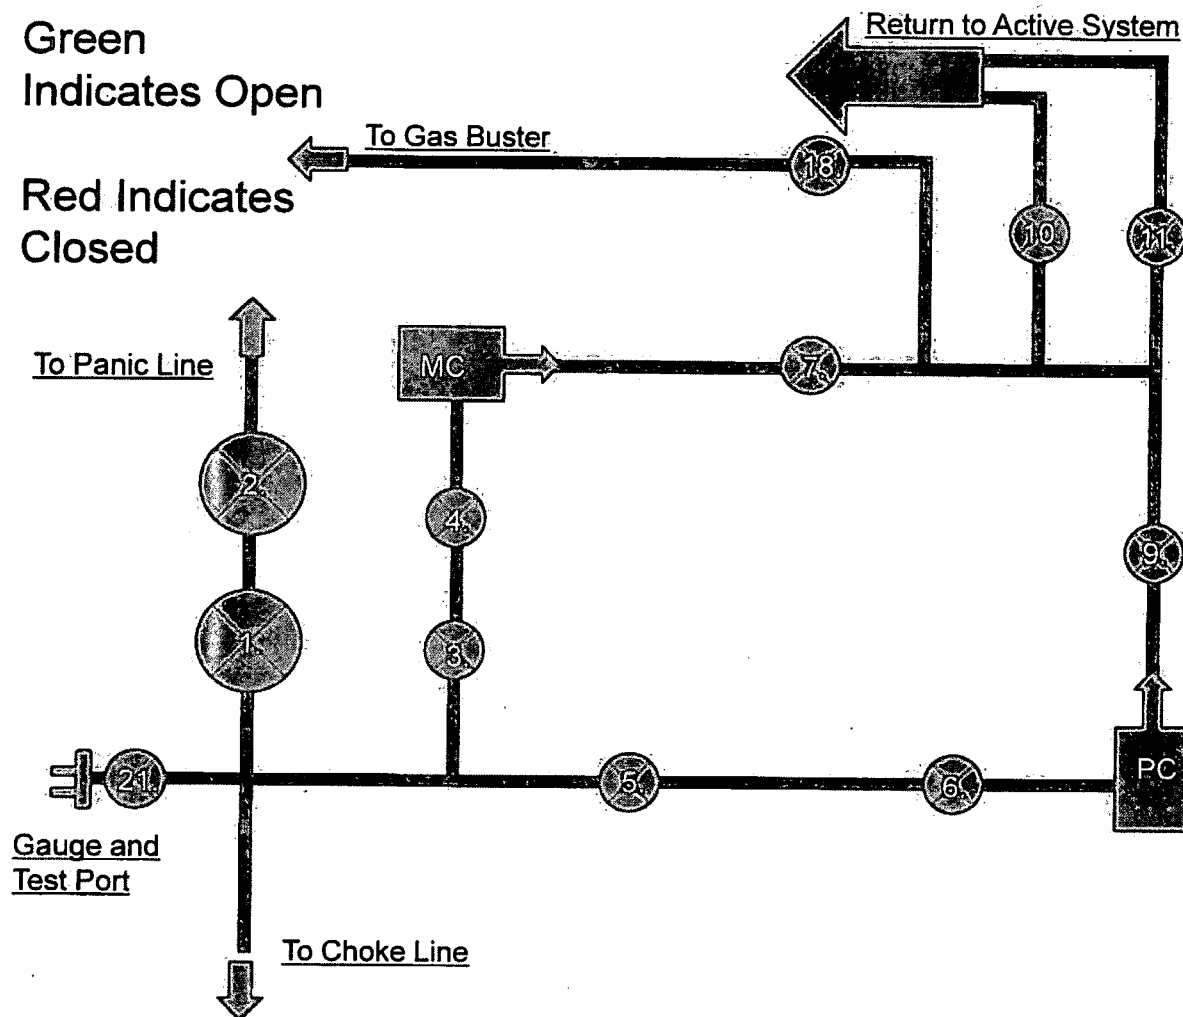 Green
Indicates Open
Return to Active System
To Gas Buster
18.
Red Indicates
Closed
10.
11.
To Panic Line
MC
7.
2.
4.
9.
1.
3.
21.
5.
6.
PC
Gauge and
Test Port
To Choke Line